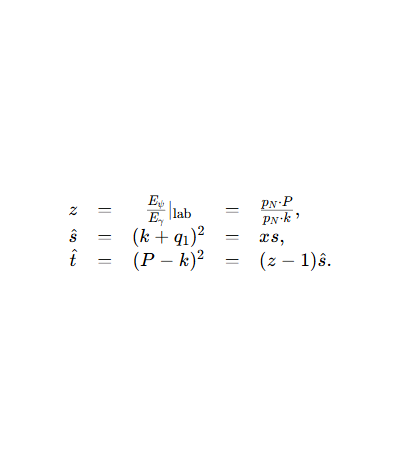 z = E_ψ/E_γ|_lab = p_N·P/p_N·k,
ŝ = (k + q_1)^2 = xs,
t̂ = (P − k)^2 = (z − 1)ŝ.